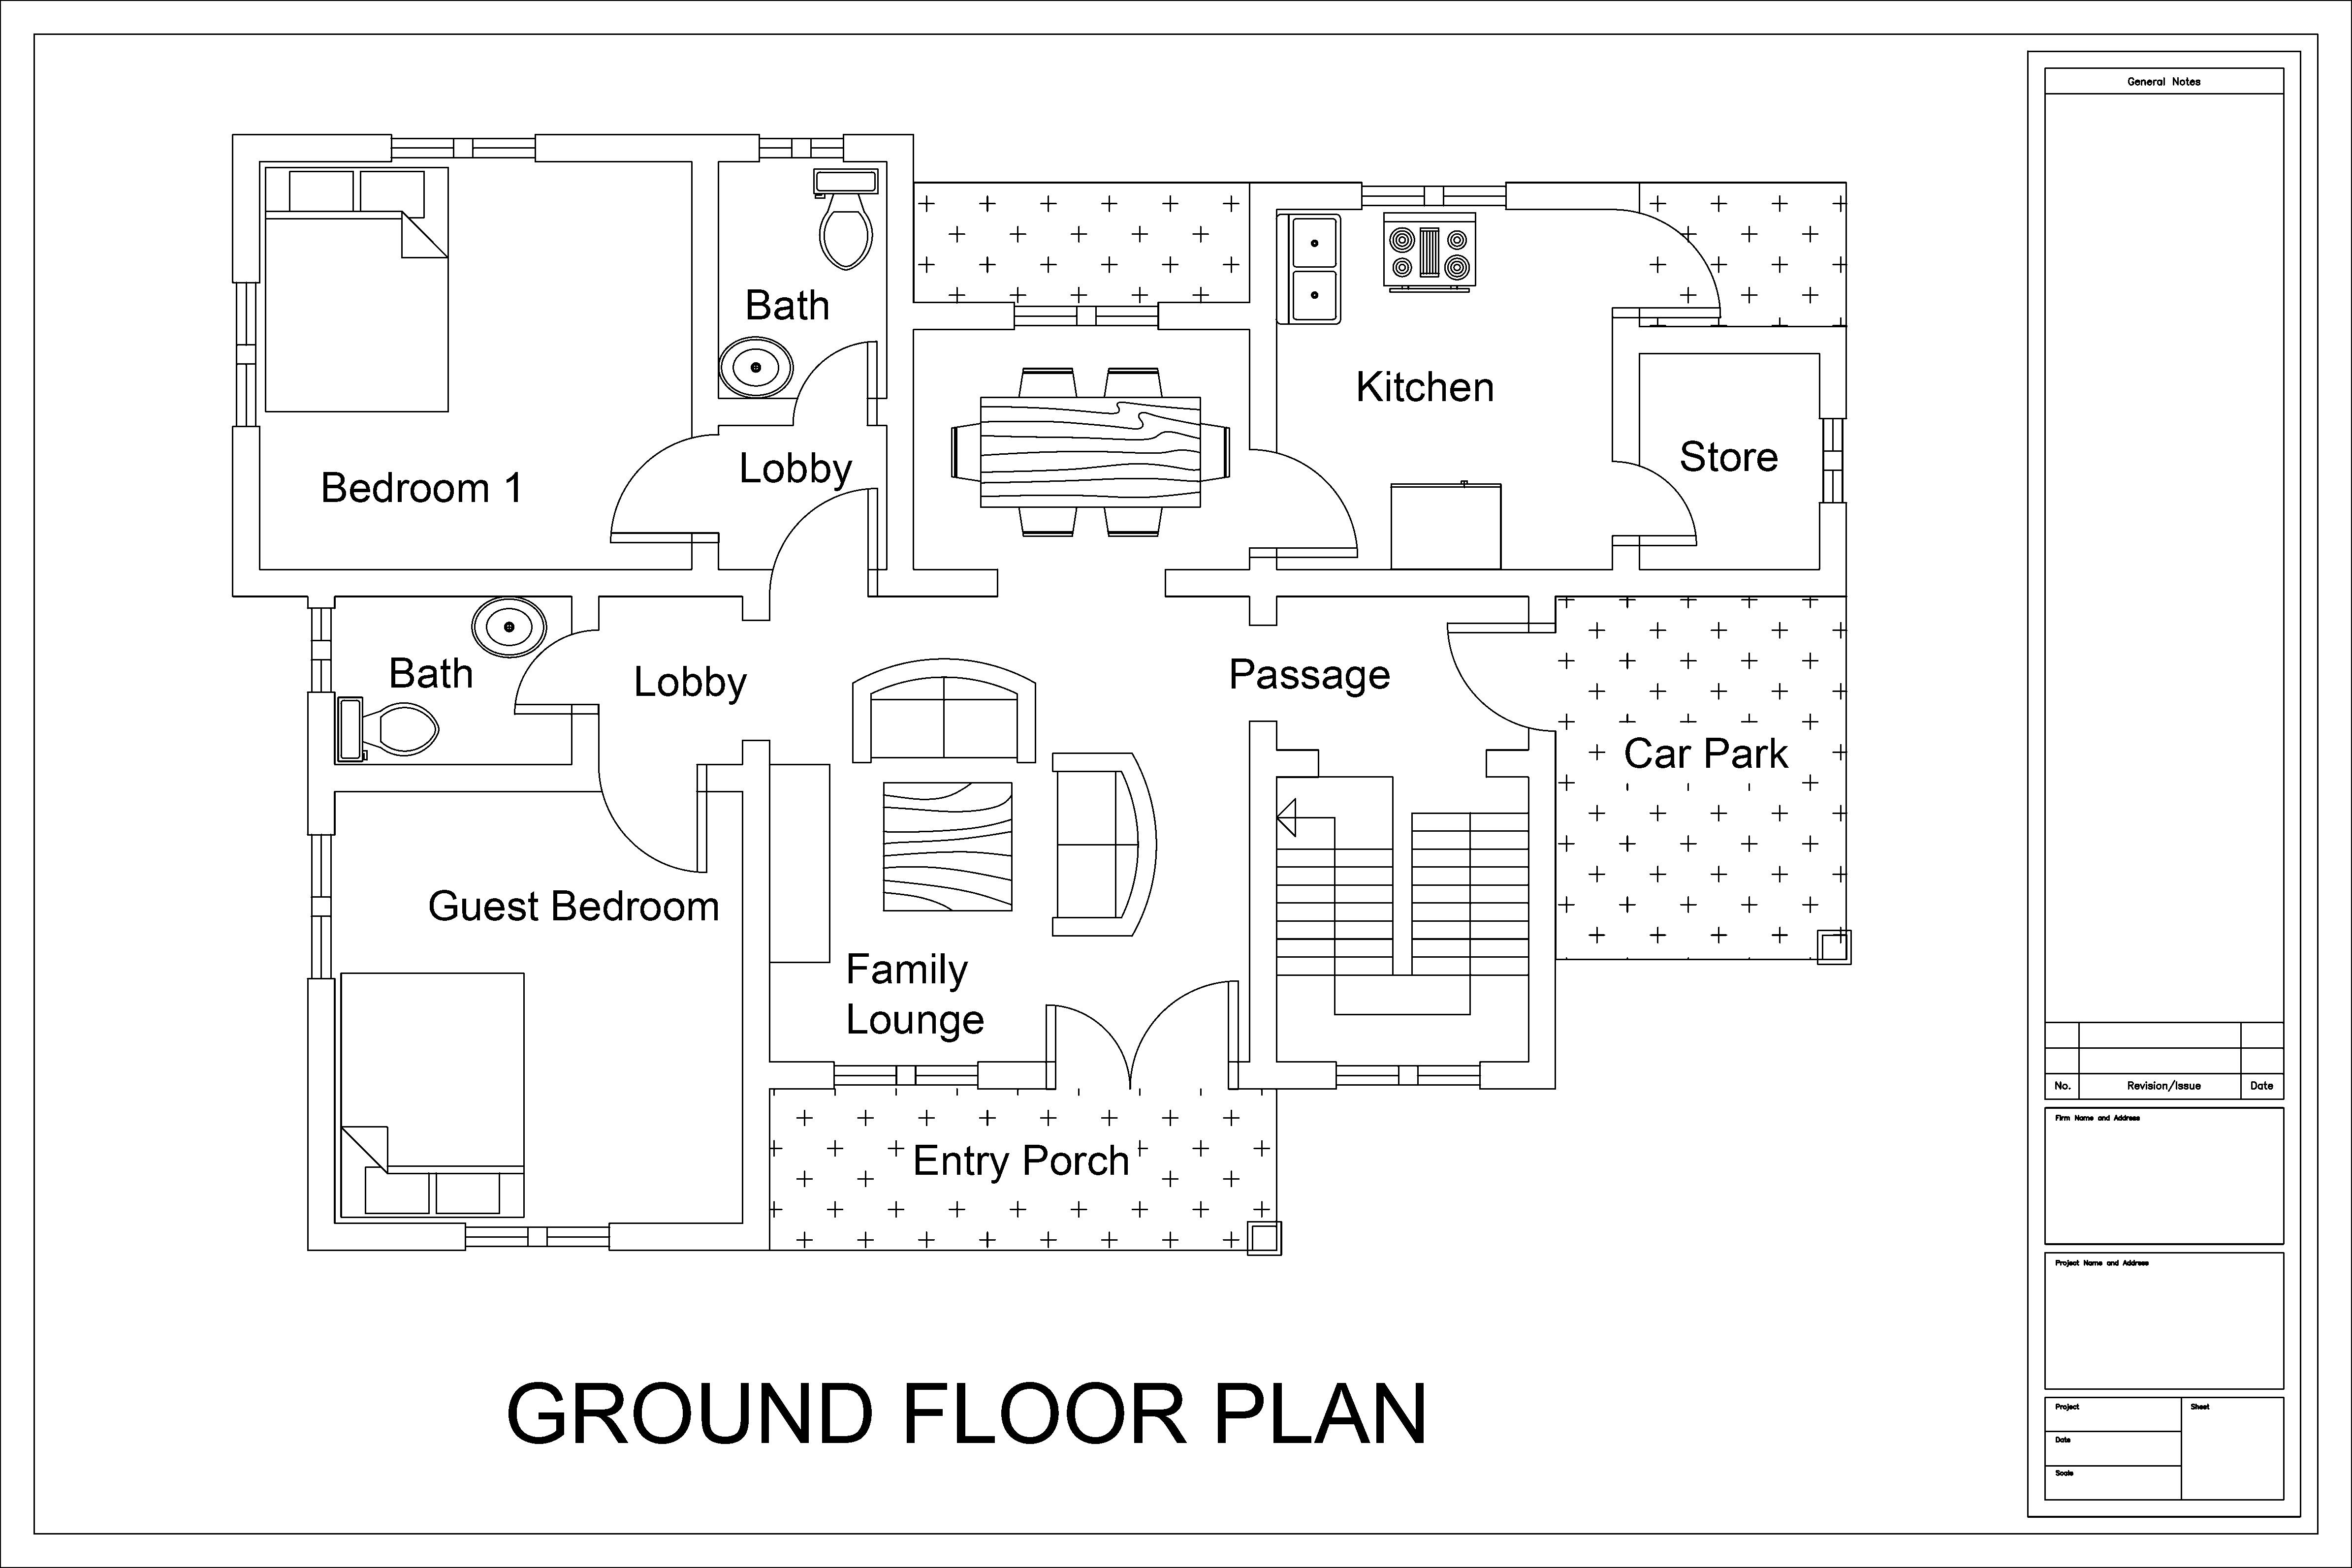 General Notes
Bath
Kitchen
Store
Lobby
Bedroom 1
Bath
Lobby
Passage
Car Park
Guest Bedroom
Family
Lounge
Entry Porch
GROUND FLOOR PLAN
No. Revision/Issue Date
Firm Name and Address
Project Name and Address
Project Sheet
Date
Scale